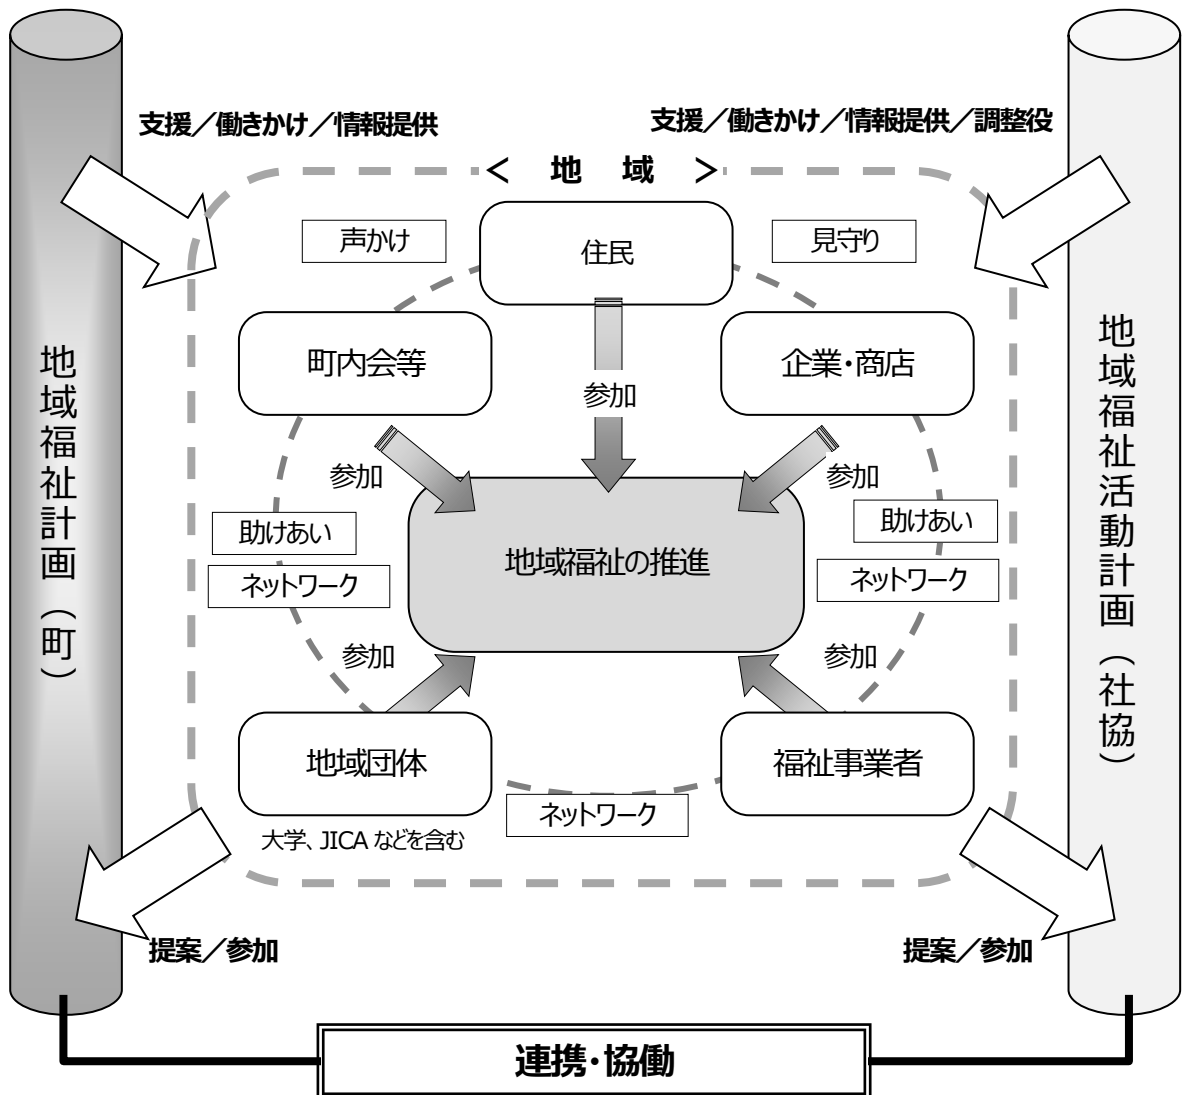 支援／働きかけ／情報提供
支援／働きかけ／情報提供／調整役
＜　地　域　＞
声かけ
住民
見守り
町内会等
企業・商店
参加
参加
参加
助けあい
ネットワーク
地域福祉の推進
助けあい
ネットワーク
参加
参加
地域団体
福祉事業者
大学、JICA などを含む
ネットワーク
提案／参加
提案／参加
地域福祉計画（町）
地域福祉活動計画（社協）
連携・協働